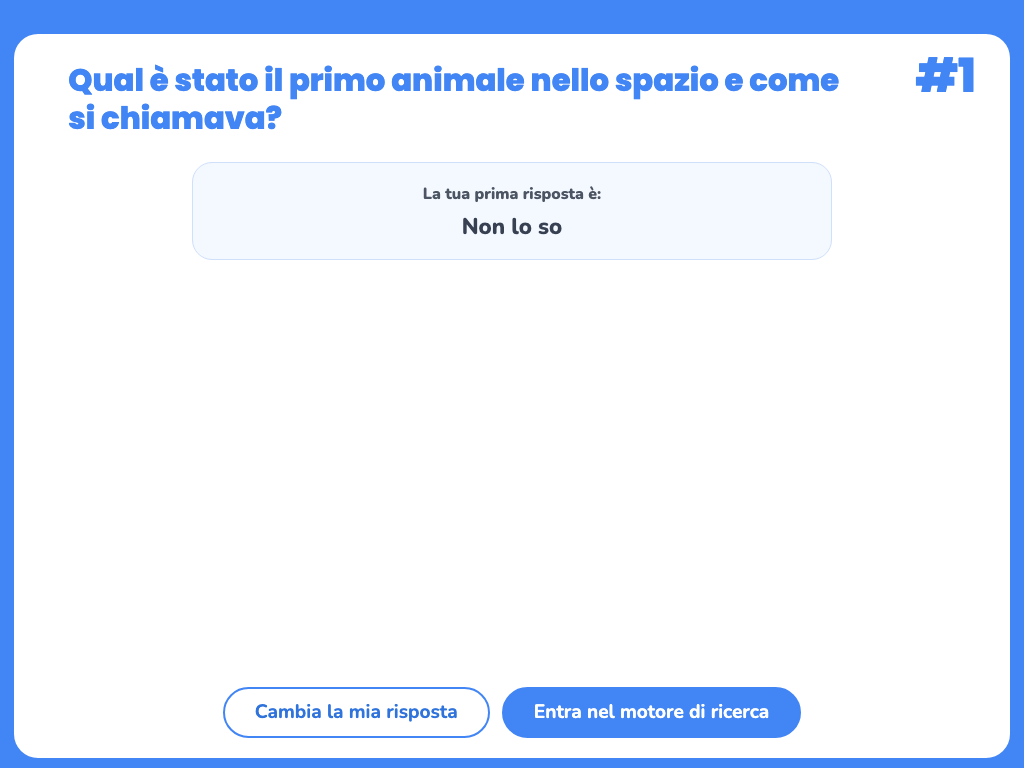 Qual è stato il primo animale nello spazio e come
si chiamava?
#1
La tua prima risposta è:
Non lo so
Cambia la mia risposta
Entra nel motore di ricerca